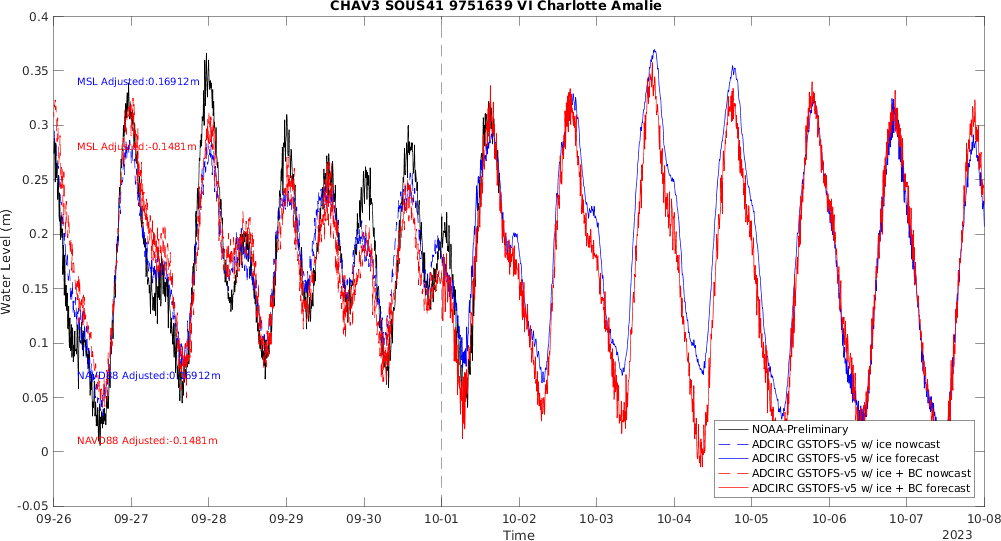 CHAV3 SOUS41 9751639 VI Charlotte Amalie
0.4
0.35
0.3
0.25
0.2
0.15
0.1
0.05
0
-0.05
Water Level (m)
MSL Adjusted:0.16912m
MSL Adjusted:-0.1481m
NAVD88 Adjusted:0.16912m
NAVD88 Adjusted:-0.1481m
NOAA-Preliminary
ADCIRC GSTOFS-v5 w/ ice nowcast
ADCIRC GSTOFS-v5 w/ ice forecast
ADCIRC GSTOFS-v5 w/ ice + BC nowcast
ADCIRC GSTOFS-v5 w/ ice + BC forecast
09-26 09-27 09-28 09-29 09-30 10-01 10-02 10-03 10-04 10-05 10-06 10-07 10-08
Time
2023